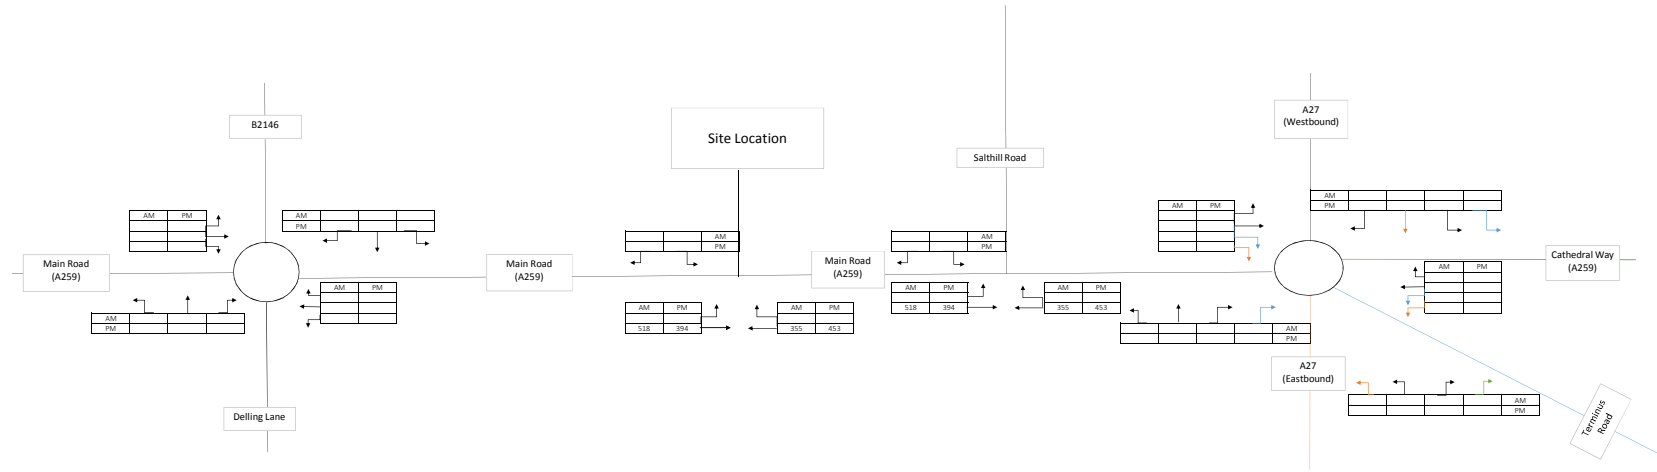 A27
(Westbound)
B2146
Site Location
Salthill Road
AM
PM
AM PM
AM PM
AM
PM
AM
PM
AM
PM
Main Road
(A259)
Main Road
(A259)
Main Road
(A259)
Cathedral Way
(A259)
AM PM
AM PM
AM PM
518 394
AM PM
355 453
AM PM
518 394
AM PM
355 453
AM
PM
AM
PM
A27
(Eastbound)
AM
PM
Delling Lane
Terminus
Road